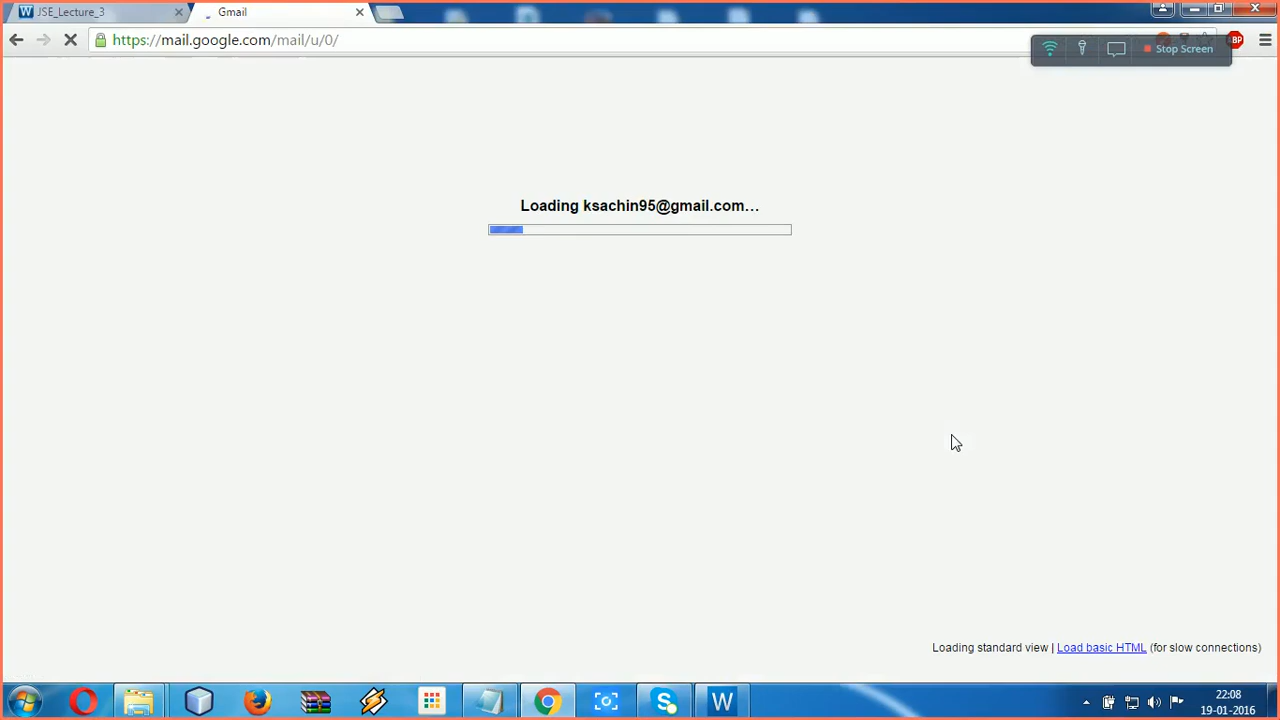 JSE_Lecture_3
Gmail
https://mail.google.com/mail/u/0/
ABP
Stop Screen
Loading ksachin95@gmail.com...
Loading standard view | Load basic HTML (for slow connections)
22:08
19-01-2016